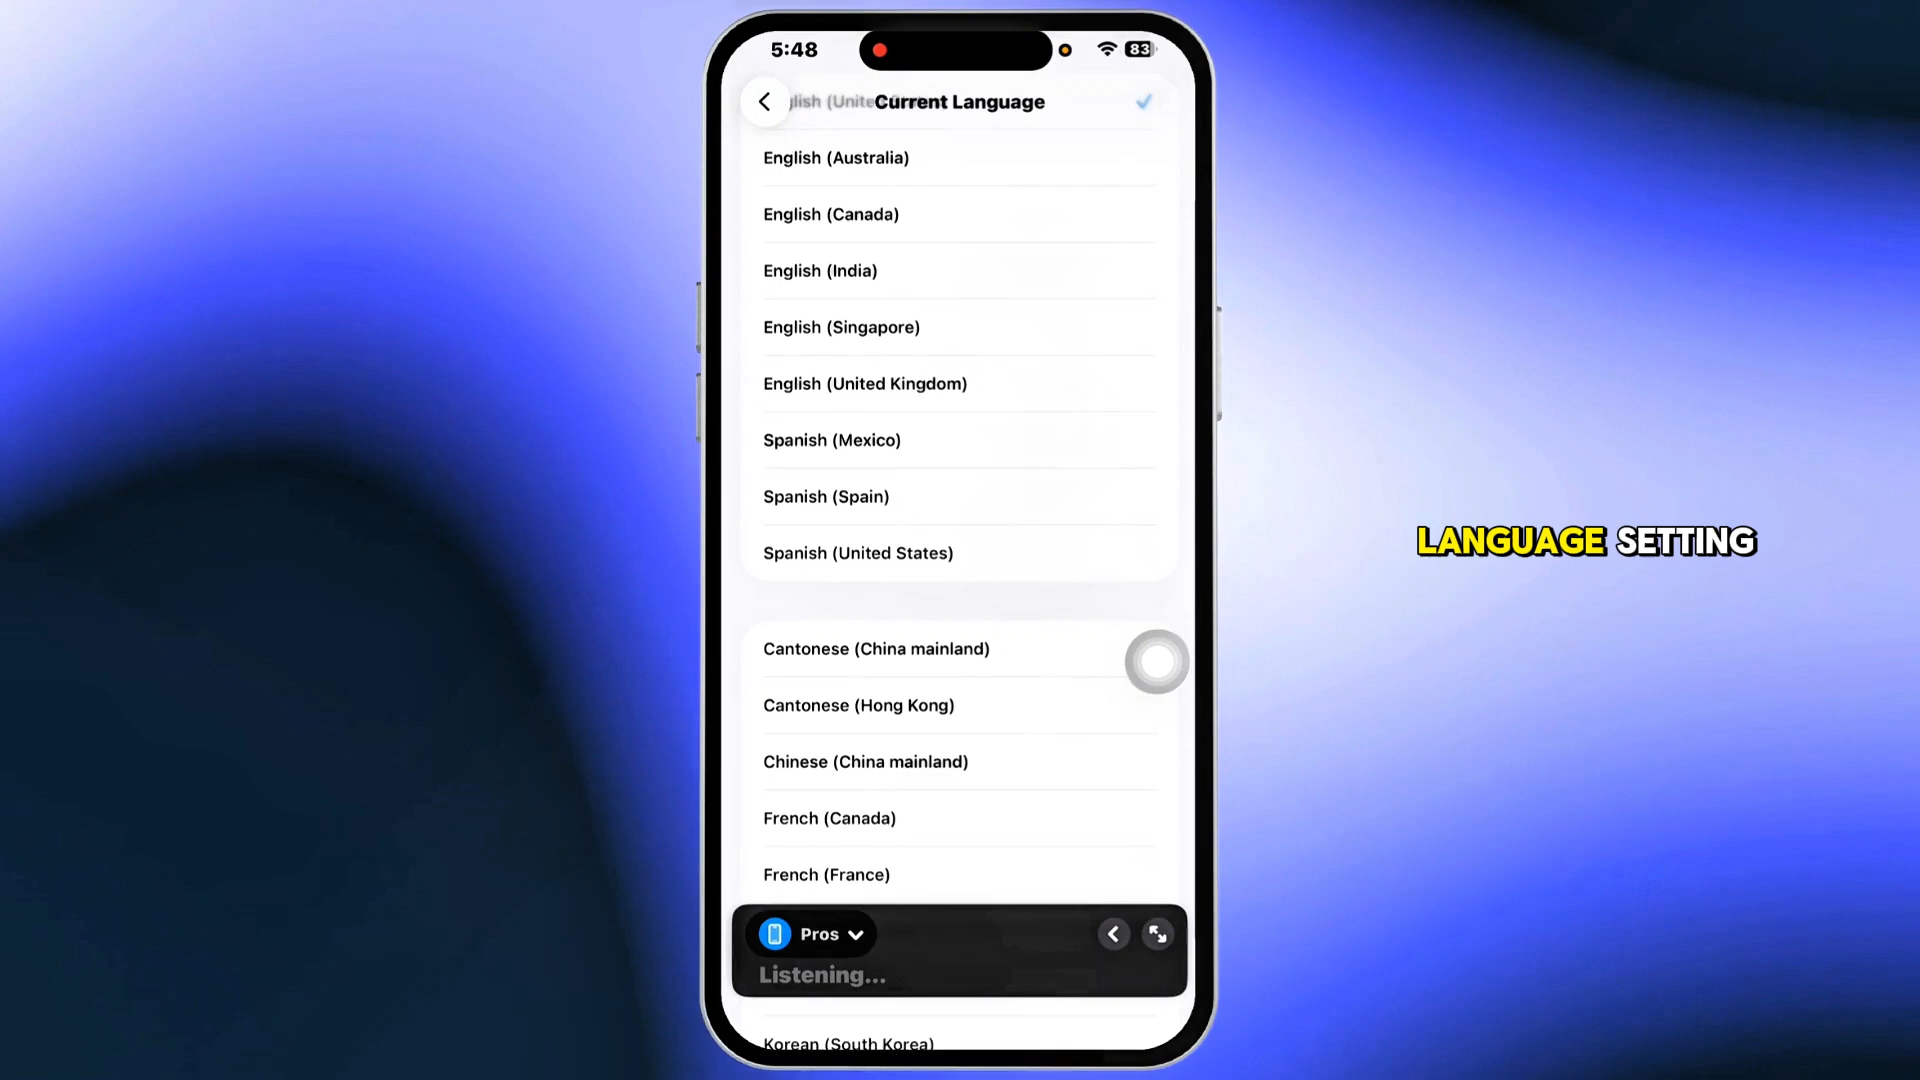 5:48
83
glish (Unite
Current Language
English (Australia)
English (Canada)
English (India)
English (Singapore)
English (United Kingdom)
Spanish (Mexico)
Spanish (Spain)
Spanish (United States)
LANGUAGE SETTING
Cantonese (China mainland)
Cantonese (Hong Kong)
Chinese (China mainland)
French (Canada)
French (France)
Pros
Listening...
Korean (South Korea)